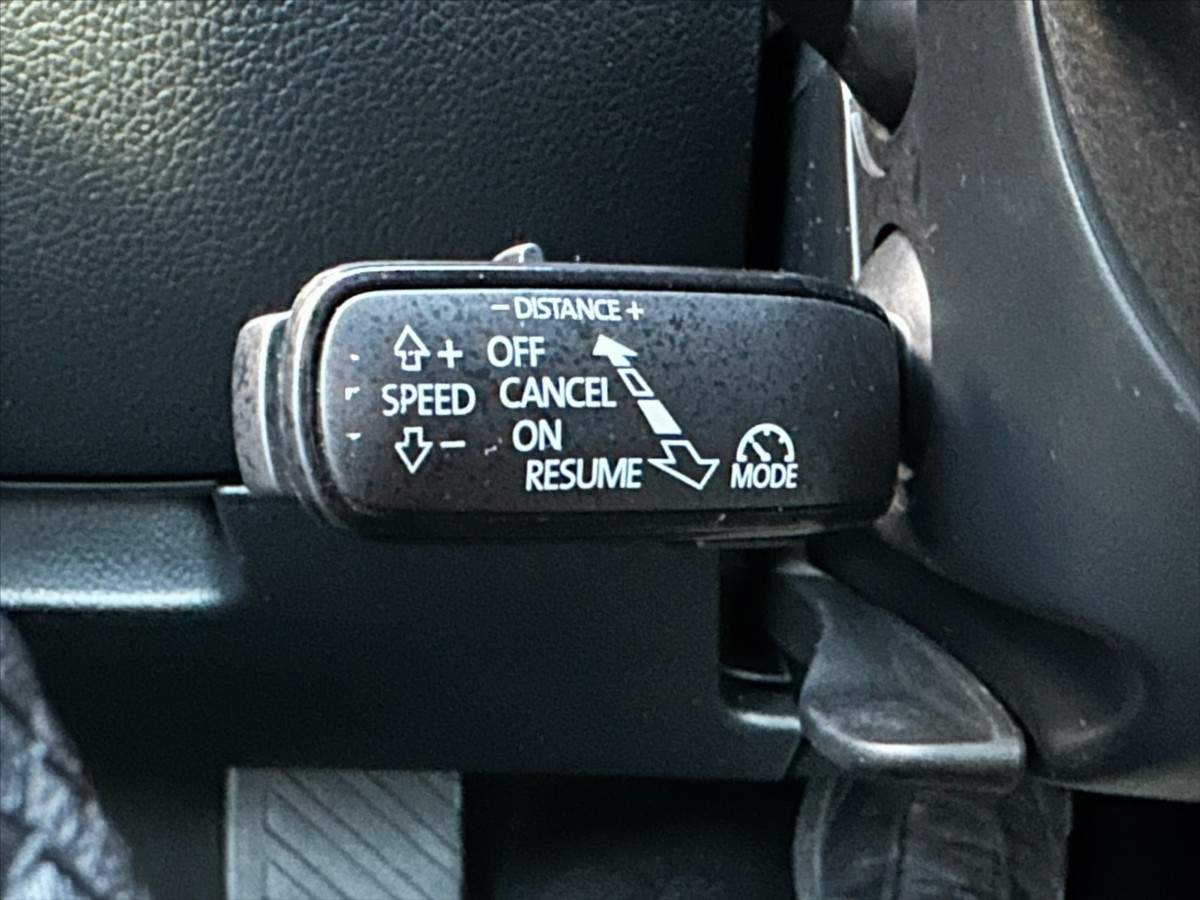 - DISTANCE +
+ OFF
SPEED CANCEL
- ON
RESUME
MODE